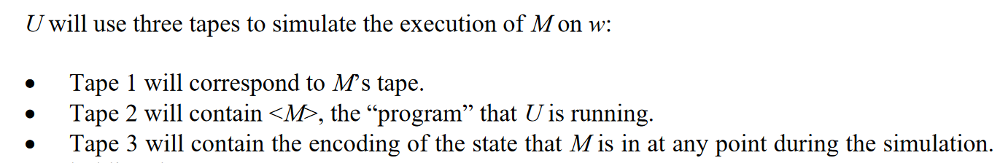 U will use three tapes to simulate the execution of M on w:
• Tape 1 will correspond to M's tape.
• Tape 2 will contain <M>, the “program” that U is running.
• Tape 3 will contain the encoding of the state that M is in at any point during the simulation.